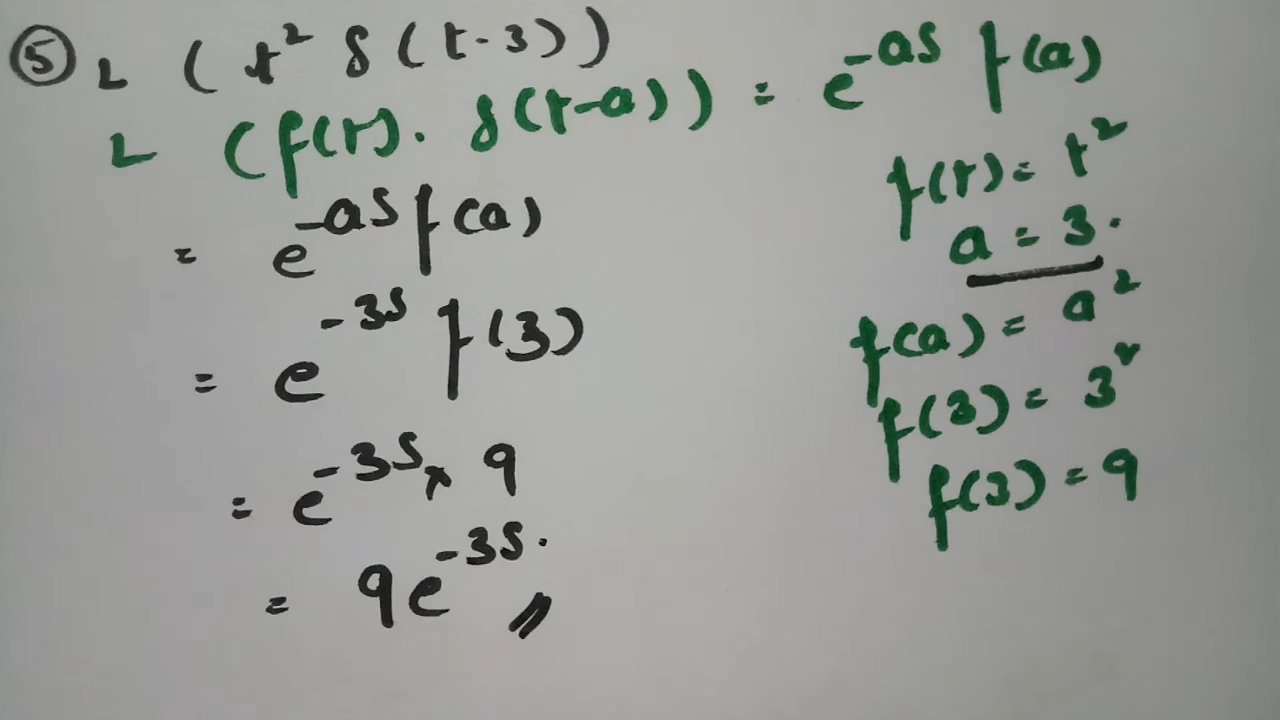 ⑤ L ( t² δ (t-3))
L (f(t). δ(t-a)) = e^-as f(a)
= e^-as f(a)
= e^-3s f(3)
= e^-3s × 9
= 9e^-3s.
f(t) = t²
a = 3.
f(a) = a²
f(3) = 3²
f(3) = 9